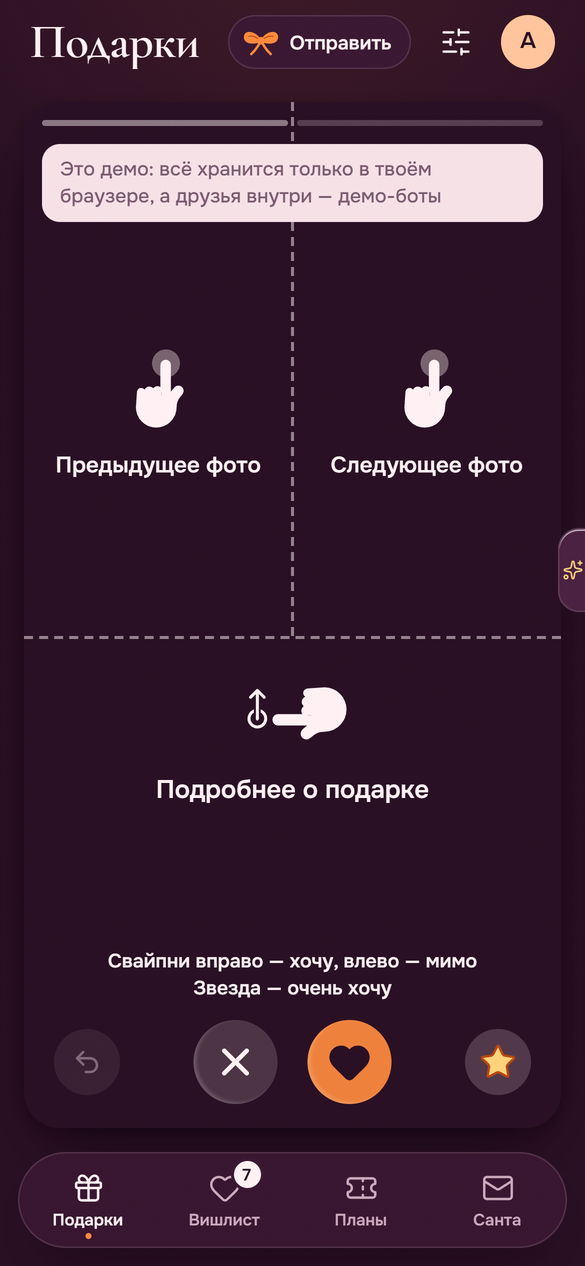 Подарки
Отправить
A
Это демо: всё хранится только в твоём
браузере, а друзья внутри — демо-боты
Предыдущее фото
Следующее фото
Подробнее о подарке
Свайпни вправо — хочу, влево — мимо
Звезда — очень хочу
7
Подарки
Вишлист
Планы
Санта